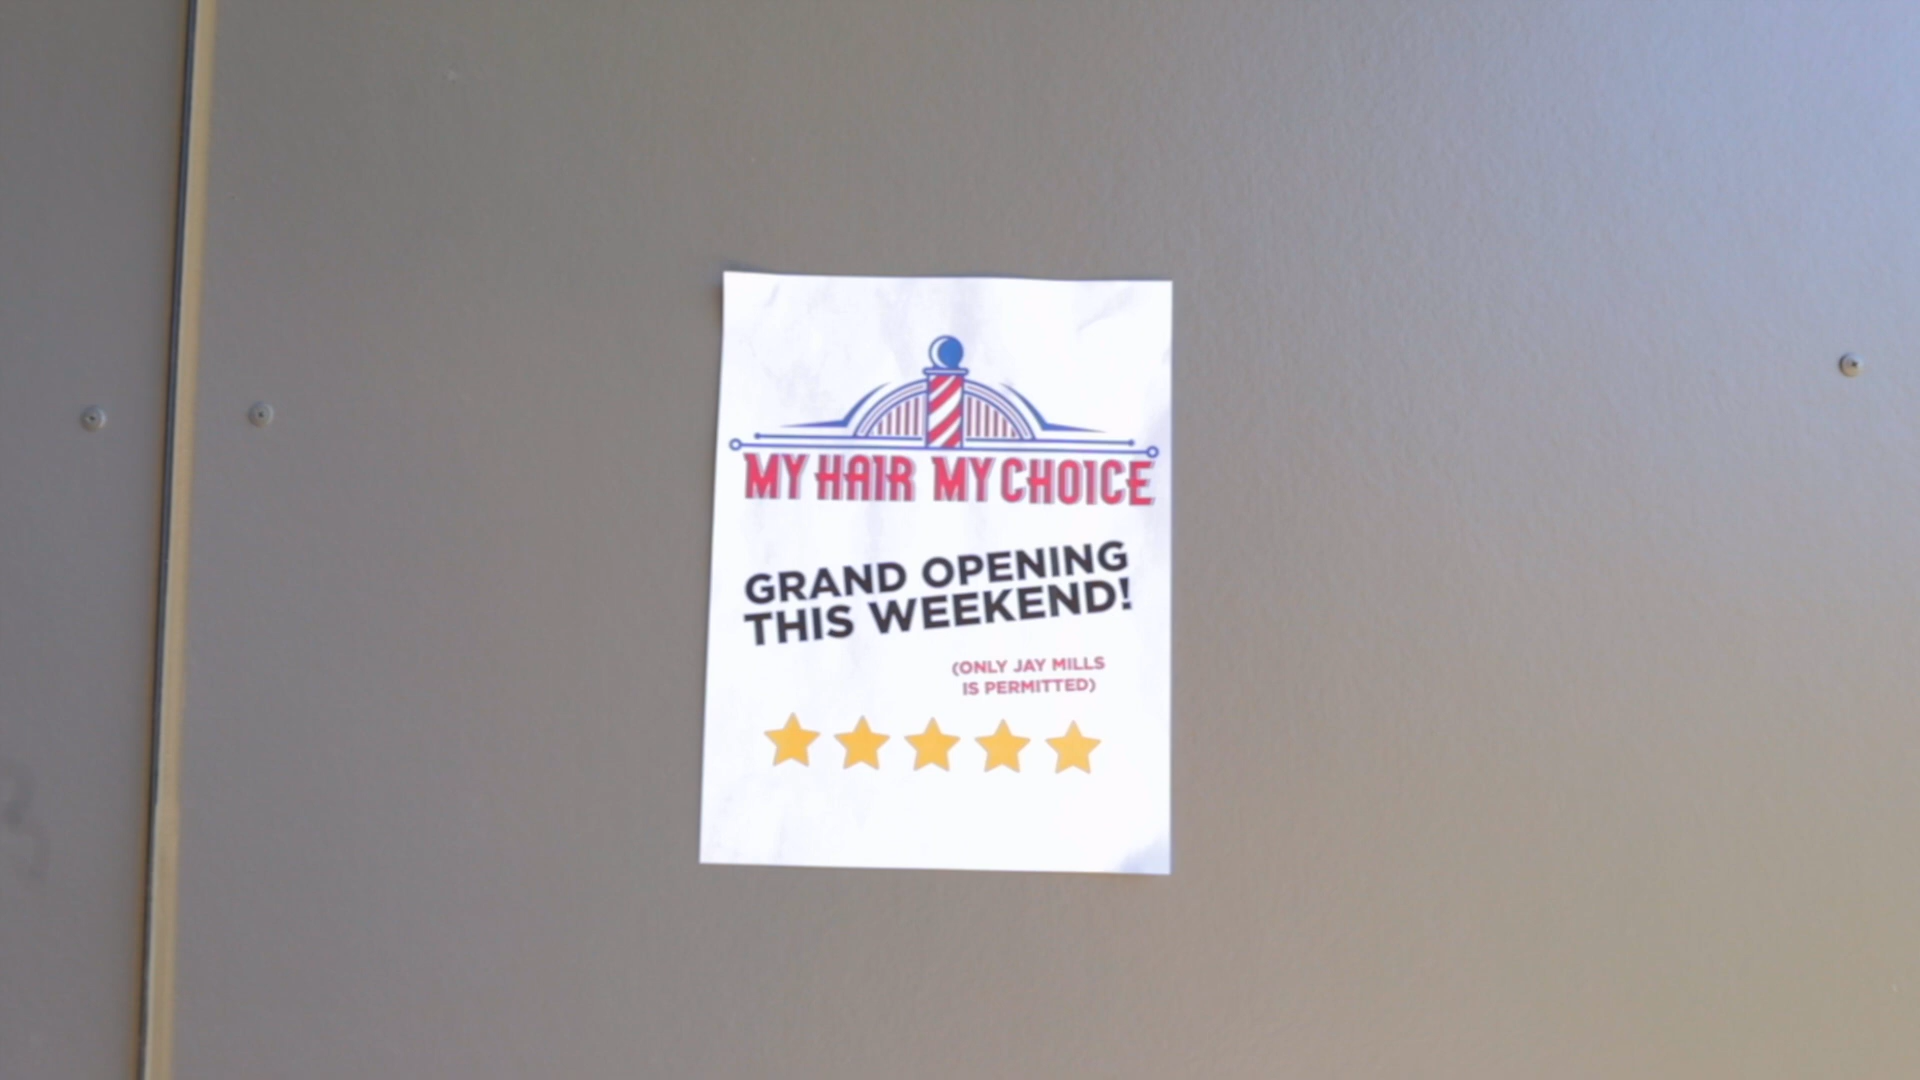 MY HAIR MY CHOICE
GRAND OPENING
THIS WEEKEND!
(ONLY JAY MILLS
IS PERMITTED)